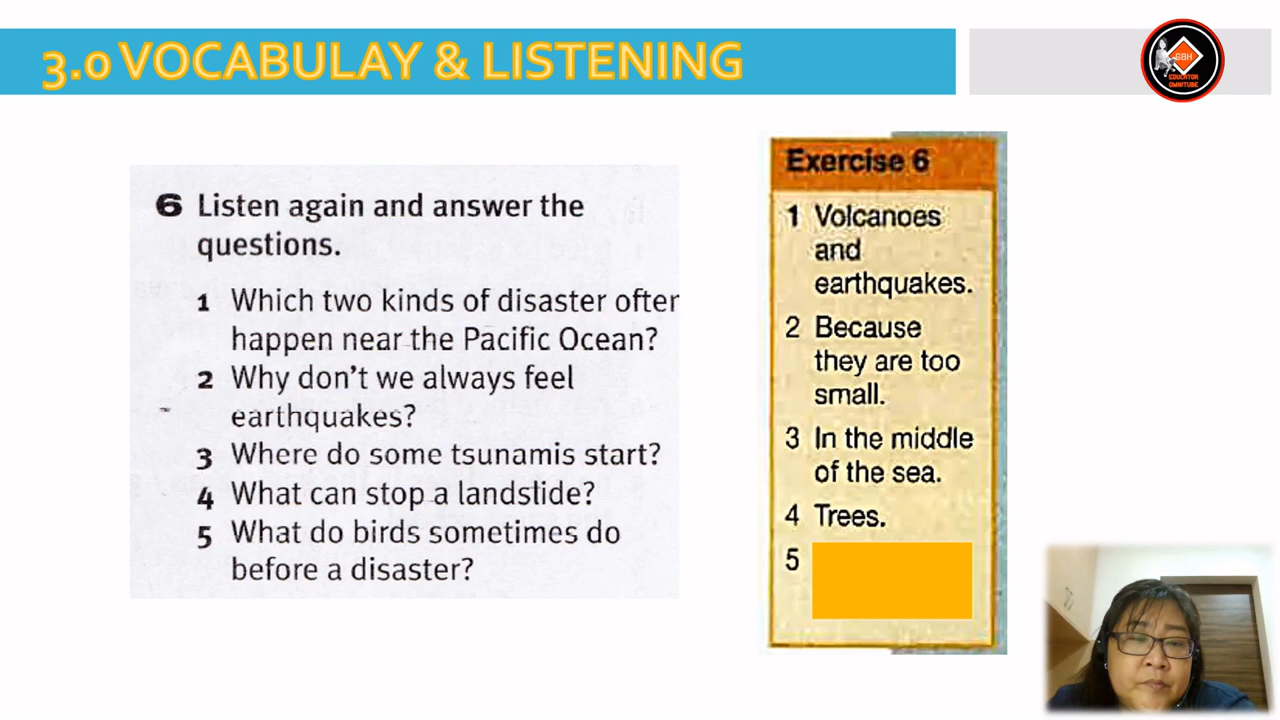 3.0 VOCABULAY & LISTENING
GBH
EDUCATOR
OMNITUBE
6 Listen again and answer the
questions.
1 Which two kinds of disaster often
happen near the Pacific Ocean?
2 Why don't we always feel
earthquakes?
3 Where do some tsunamis start?
4 What can stop a landslide?
5 What do birds sometimes do
before a disaster?
Exercise 6
1 Volcanoes
and
earthquakes.
2 Because
they are too
small.
3 In the middle
of the sea.
4 Trees.
5